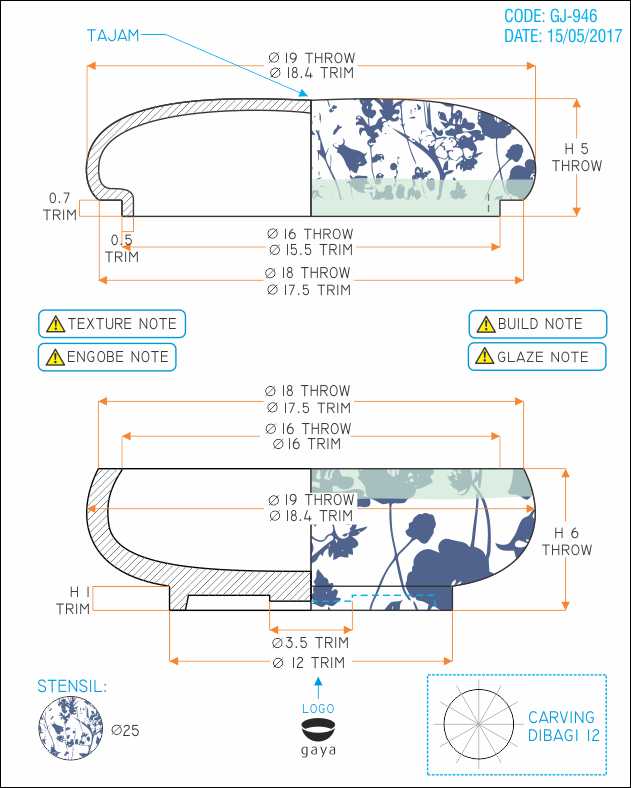 CODE: GJ-946
DATE: 15/05/2017
TAJAM
Ø 19 THROW
Ø 18.4 TRIM
H 5
THROW
0.7
TRIM
0.5
TRIM
Ø 16 THROW
Ø 15.5 TRIM
Ø 18 THROW
Ø 17.5 TRIM
TEXTURE NOTE
BUILD NOTE
ENGOBE NOTE
GLAZE NOTE
Ø 18 THROW
Ø 17.5 TRIM
Ø 16 THROW
Ø 16 TRIM
Ø 19 THROW
Ø 18.4 TRIM
H 6
THROW
H 1
TRIM
Ø3.5 TRIM
Ø 12 TRIM
STENSIL:
Ø25
LOGO
gaya
CARVING
DIBAGI 12